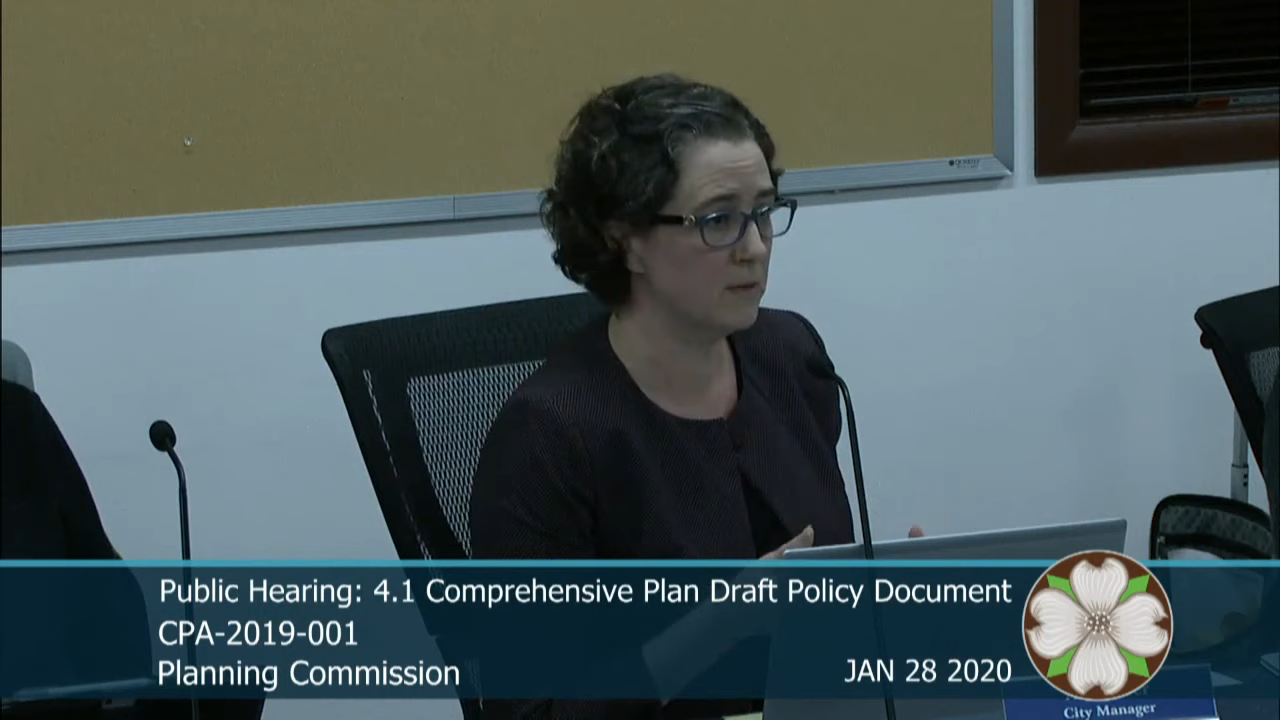 Public Hearing: 4.1 Comprehensive Plan Draft Policy Document
CPA-2019-001
Planning Commission
JAN 28 2020
City Manager